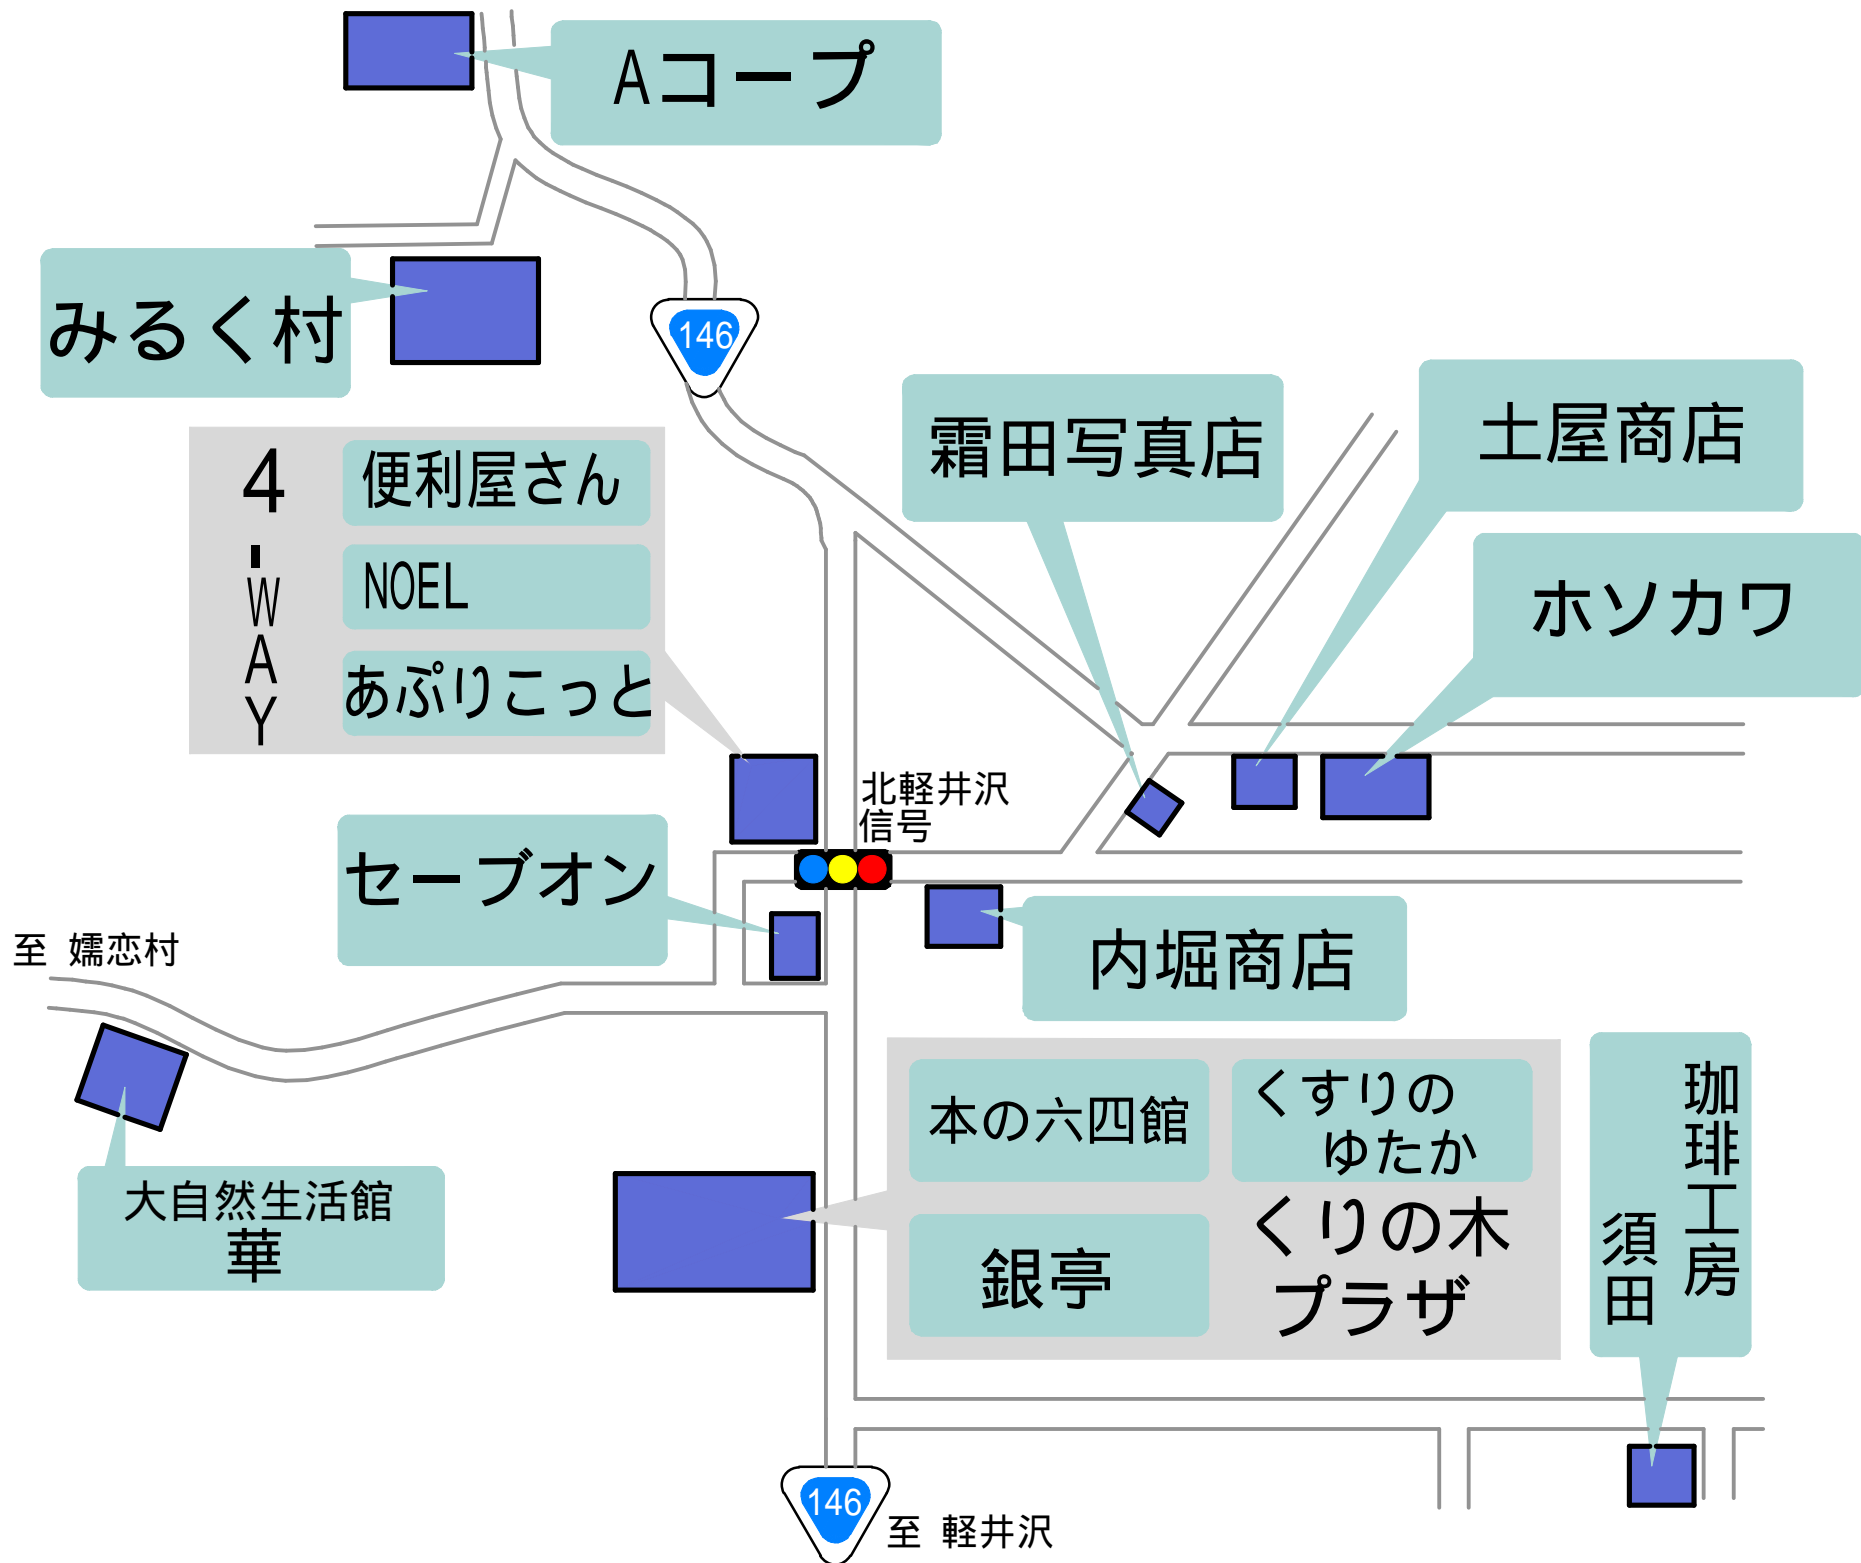 Aコープ
みるく村
146
霜田写真店
土屋商店
ホソカワ
4-WAY
便利屋さん
NOEL
あぷりこっと
北軽井沢
信号
セーブオン
内堀商店
至 嬬恋村
大自然生活館
華
本の六四館
くすりの
ゆたか
銀亭
くりの木
プラザ
珈琲工房
須田
146
至 軽井沢